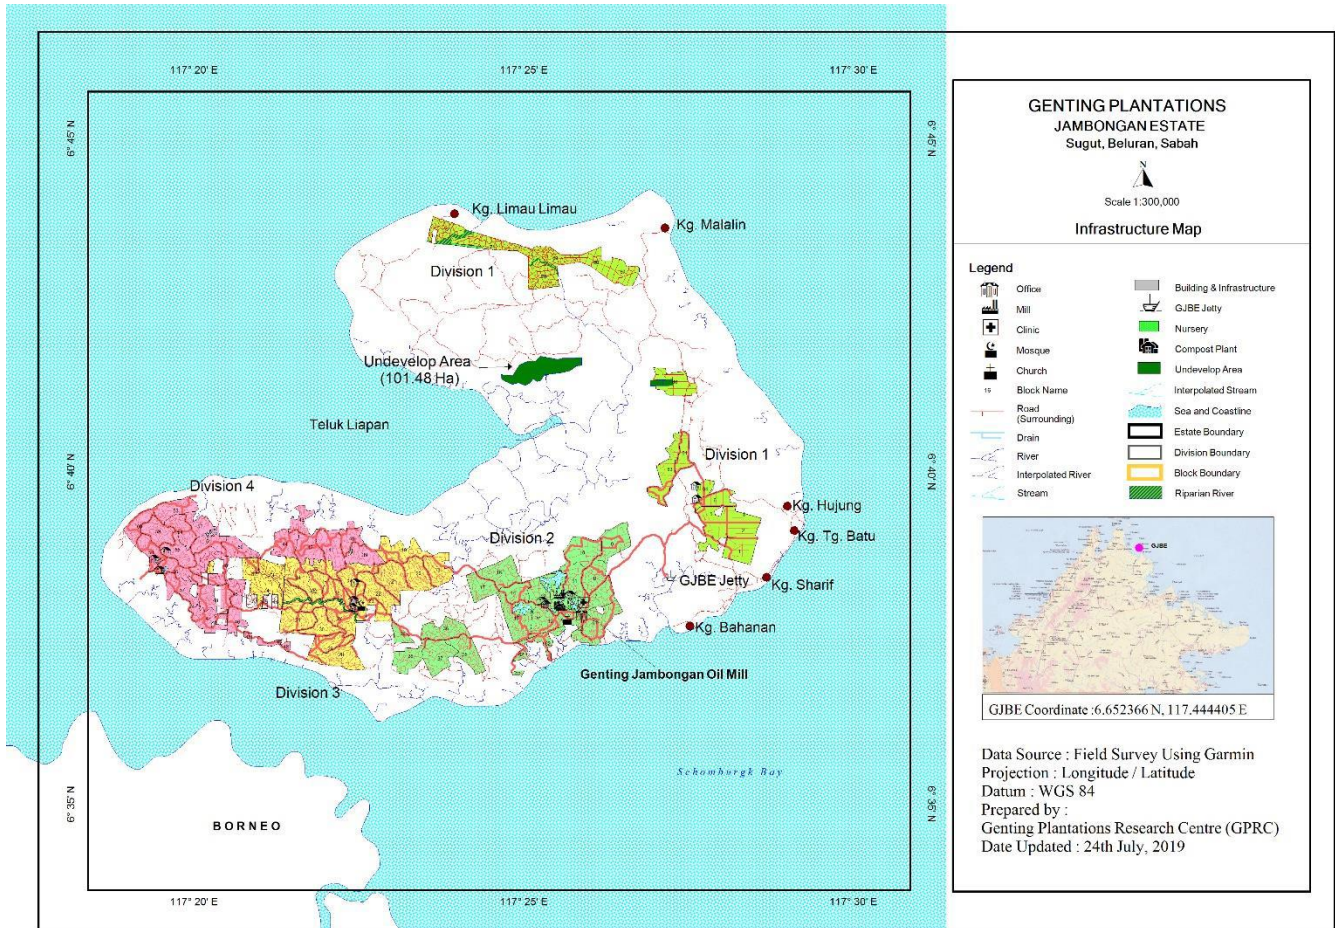 117° 20' E
117° 25' E
117° 30' E
6° 45' N
6° 45' N
Kg. Limau Limau
Kg. Malalin
Division 1
Undevelop Area
(101.48 Ha)
Teluk Liapan
Division 1
6° 40' N
6° 40' N
Division 4
Kg. Hujung
Kg. Tg. Batu
Division 2
GJBE Jetty
Kg. Sharif
Kg. Bahanan
Genting Jambongan Oil Mill
Division 3
Schomburgk Bay
6° 35' N
6° 35' N
BORNEO
117° 20' E
117° 25' E
117° 30' E
GENTING PLANTATIONS
JAMBONGAN ESTATE
Sugut, Beluran, Sabah
N
Scale 1:300,000
Infrastructure Map
Legend
Office
Mill
Clinic
Mosque
Church
15 Block Name
Road
(Surrounding)
Drain
River
Interpolated River
Stream
Building & Infrastructure
GJBE Jetty
Nursery
Compost Plant
Undevelop Area
Interpolated Stream
Sea and Coastline
Estate Boundary
Division Boundary
Block Boundary
Riparian River
GJBE
GJBE Coordinate :6.652366 N, 117.444405 E
Data Source : Field Survey Using Garmin
Projection : Longitude / Latitude
Datum : WGS 84
Prepared by :
Genting Plantations Research Centre (GPRC)
Date Updated : 24th July, 2019